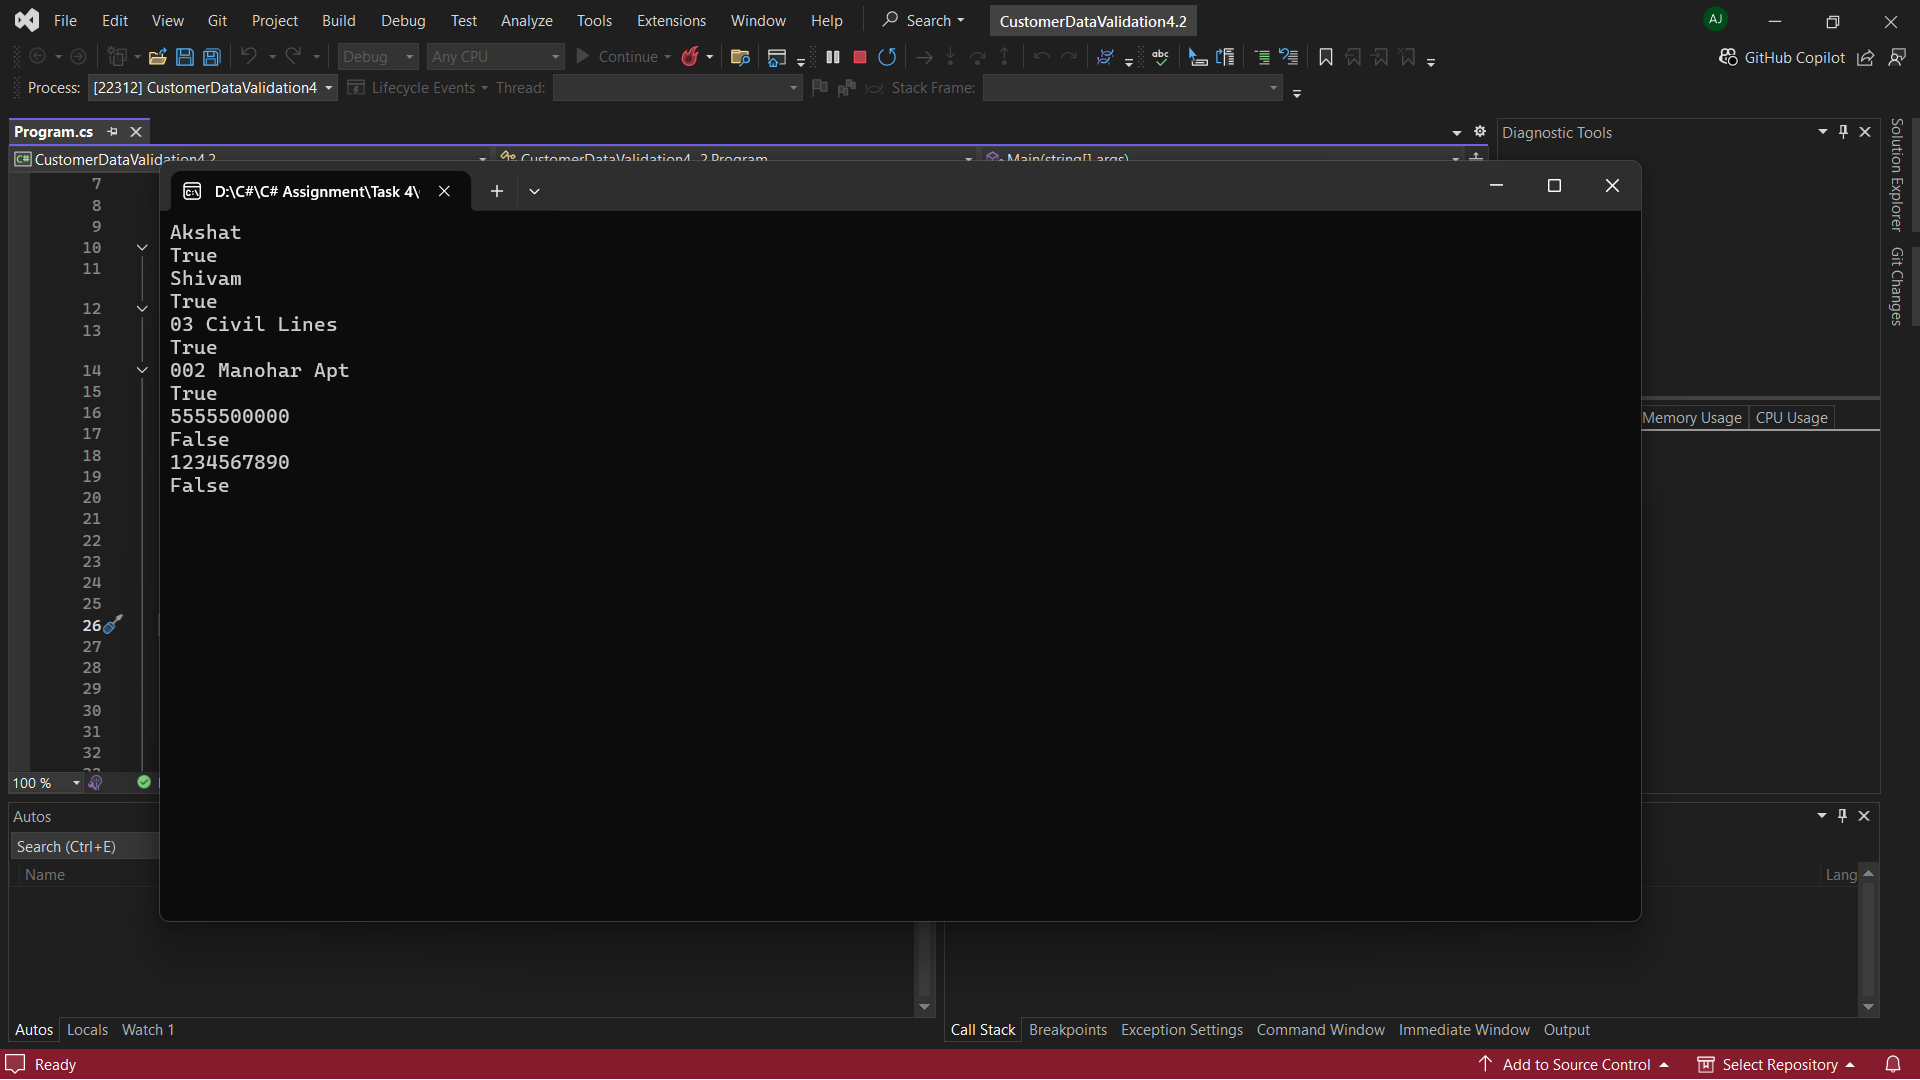 File Edit View Git Project Build Debug Test Analyze Tools Extensions Window Help Search CustomerDataValidation4.2 AJ
Debug Any CPU Continue abc GitHub Copilot
Process: [22312] CustomerDataValidation4. Lifecycle Events Thread: Stack Frame:
Program.cs
Diagnostic Tools
C# CustomerDataValidation4.2 CustomerDataValidation4_2.Program Main(string[] args)
Solution Explorer
Git Changes
D:\C#\C# Assignment\Task 4\
7
8
9
10
11
12
13
14
15
16
17
18
19
20
21
22
23
24
25
26
27
28
29
30
31
32
Akshat
True
Shivam
True
03 Civil Lines
True
002 Manohar Apt
True
5555500000
False
1234567890
False
Memory Usage CPU Usage
100 %
Autos
Search (Ctrl+E)
Name
Lang
Autos Locals Watch 1
Call Stack Breakpoints Exception Settings Command Window Immediate Window Output
Ready
Add to Source Control Select Repository